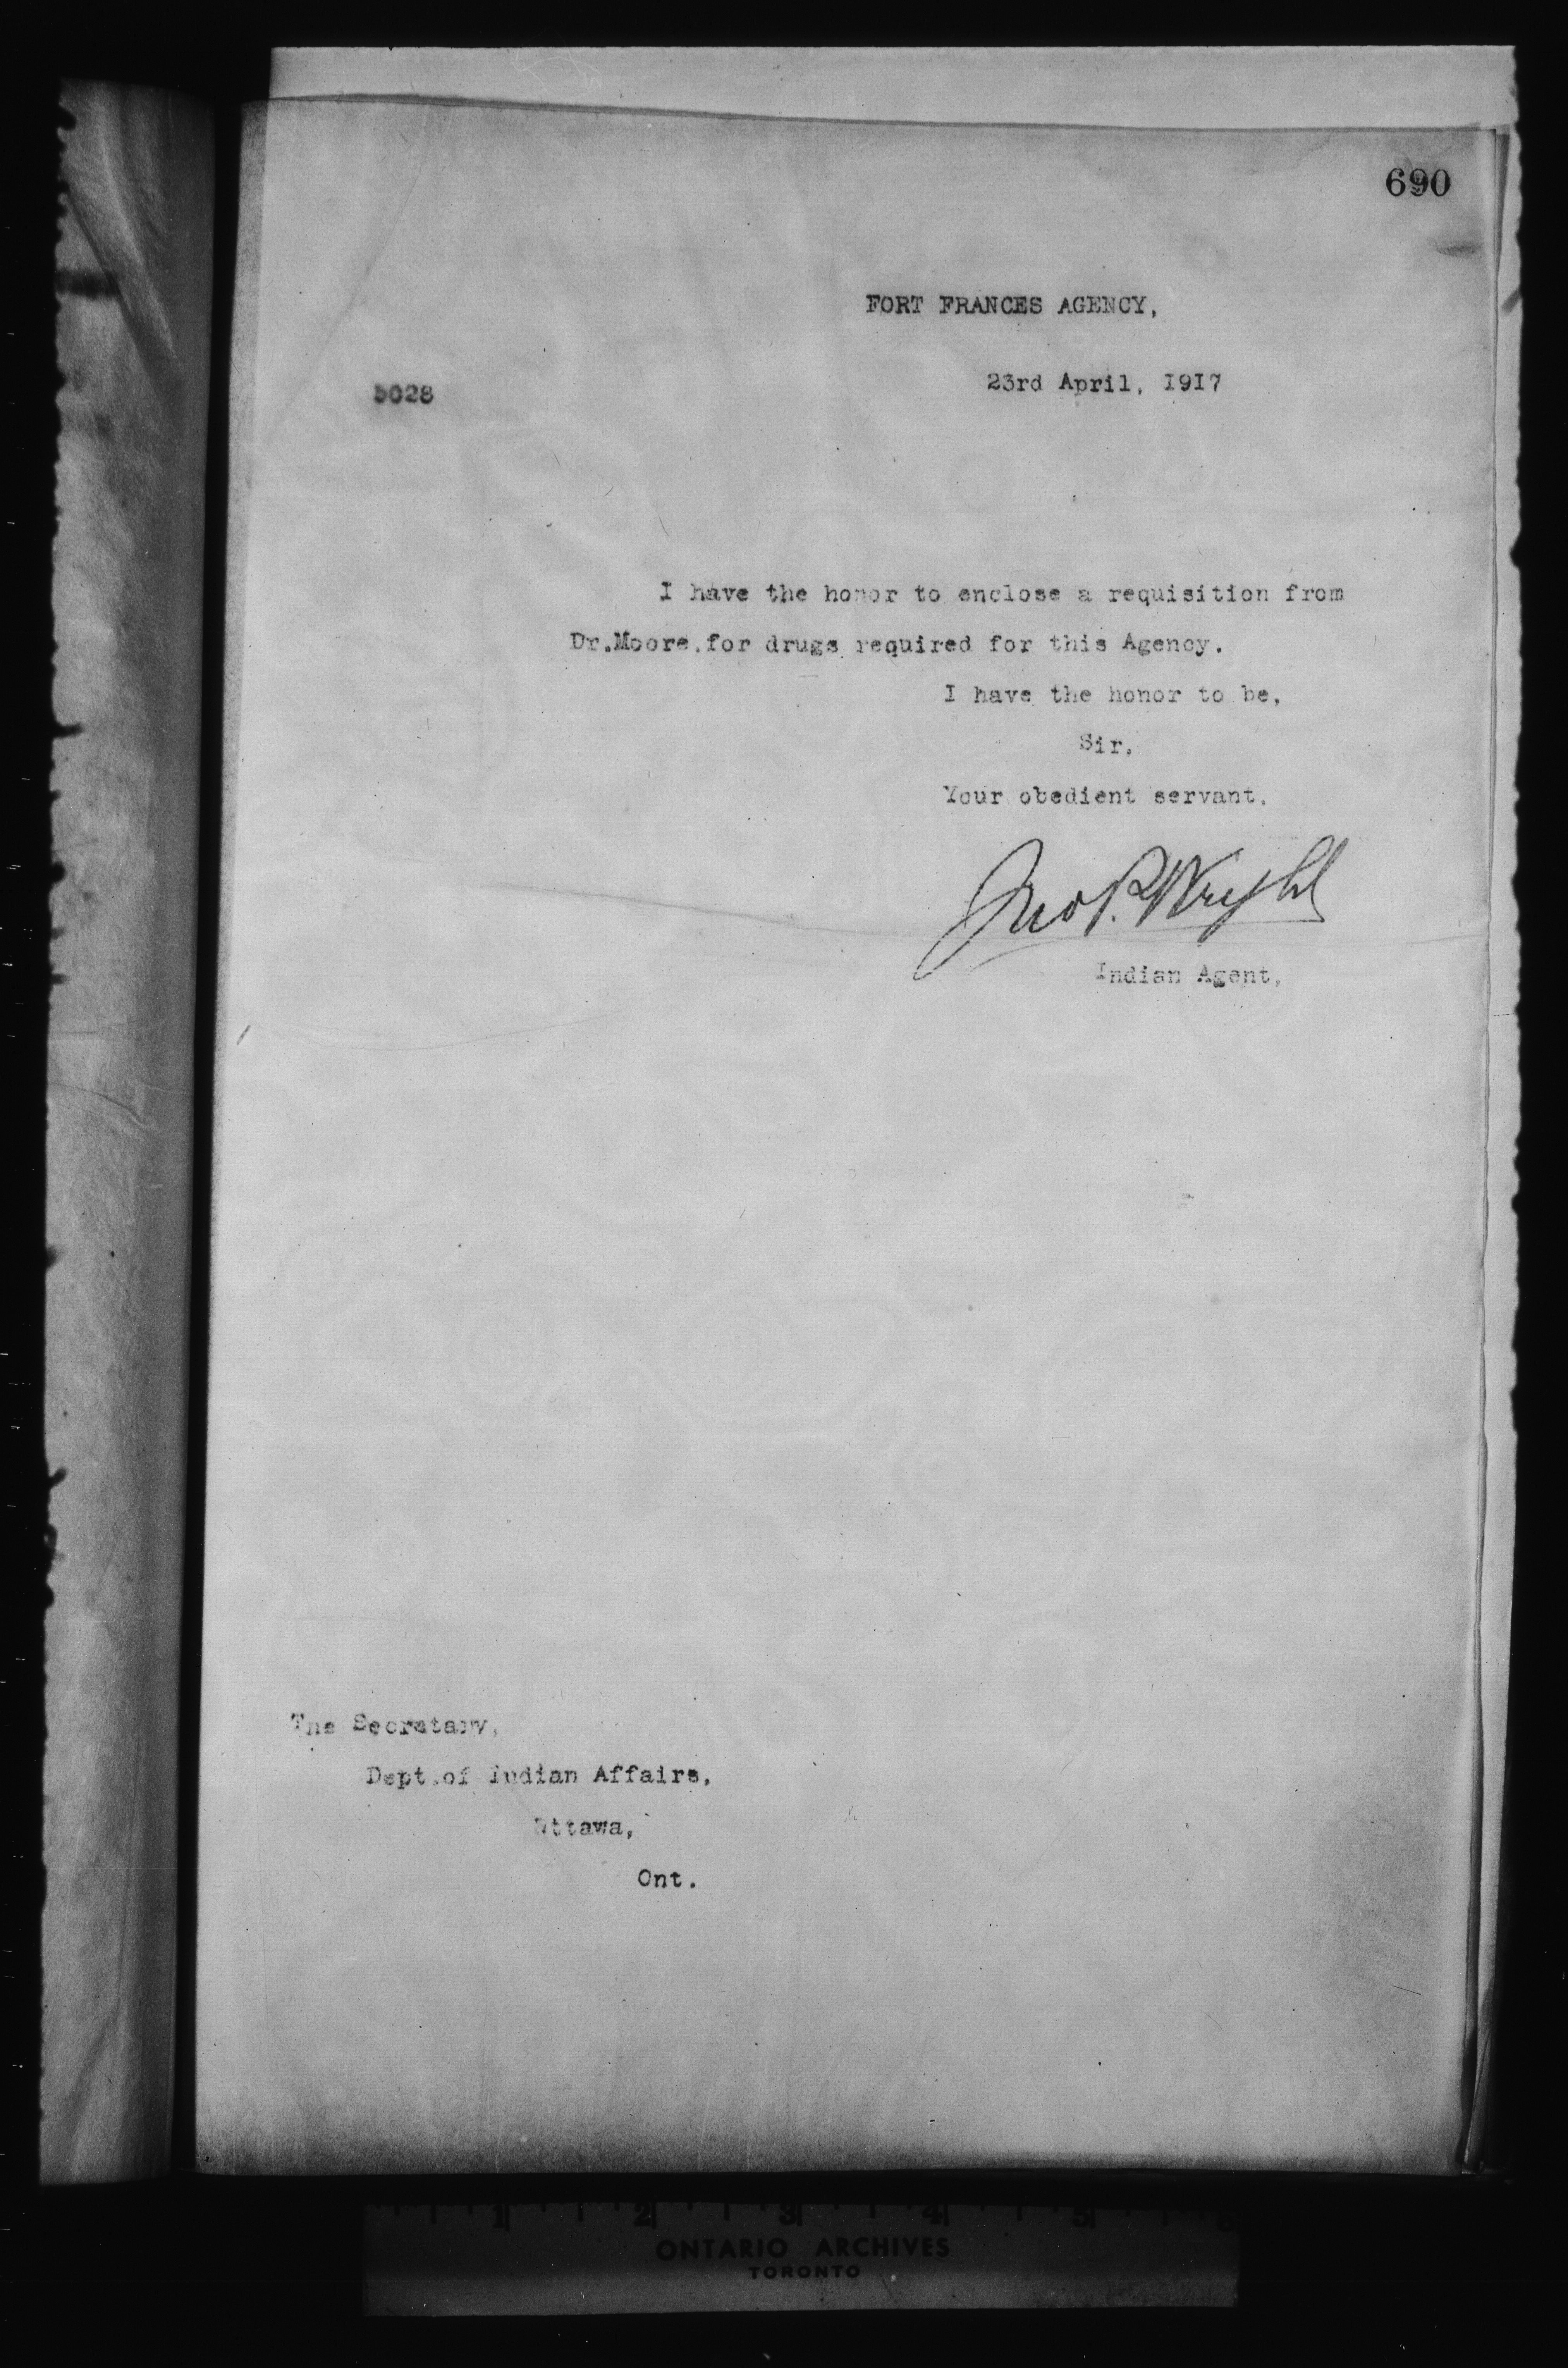 690
FORT FRANCES AGENCY,
5028
23rd April, 1917
I have the honor to enclose a requisition from
Dr.Moore.for drugs required for this Agency.
I have the honor to be,
Sir,
Your obedient servant,
Jno P. Wright
Indian Agent,
The Secretary,
Dept.of Indian Affairs,
Ottawa,
Ont.
1 2 3 4 5 6
ONTARIO ARCHIVES
TORONTO